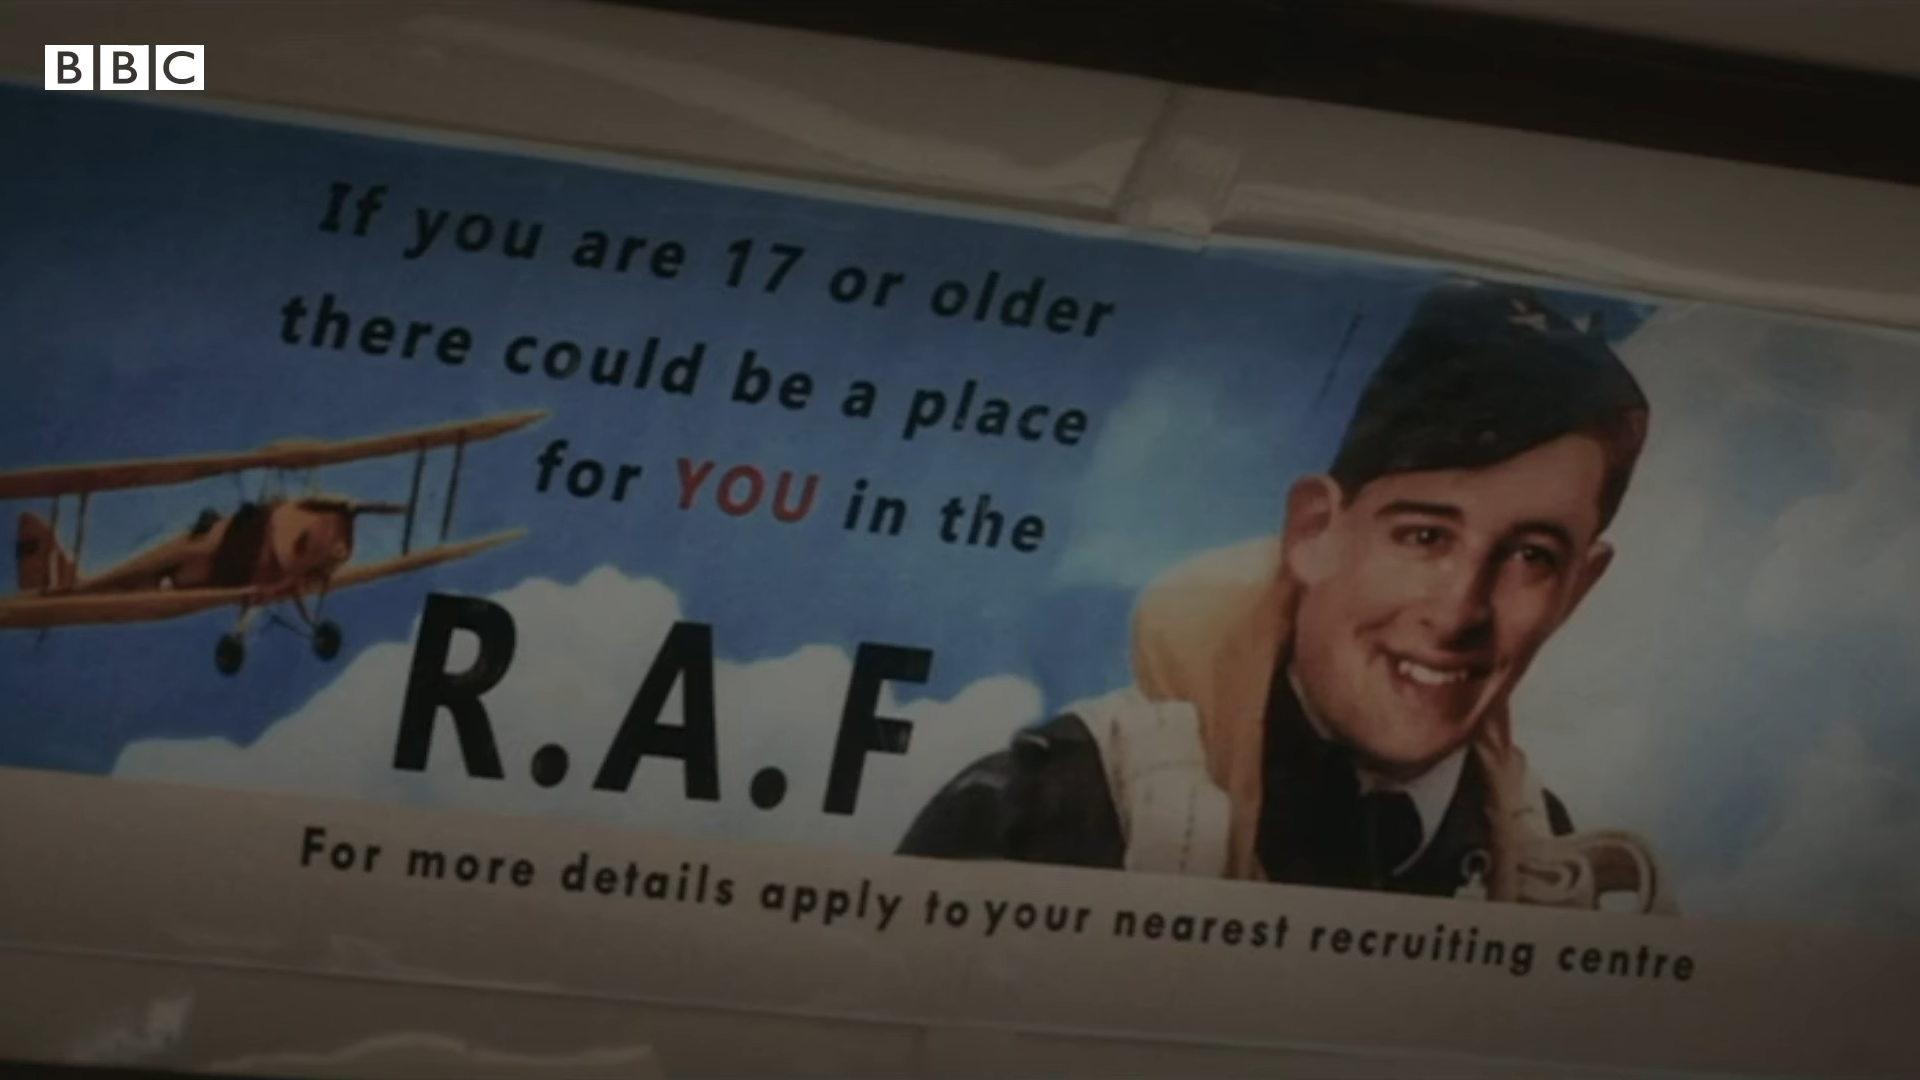 BBC
If you are 17 or older
there could be a place
for YOU in the
R.A.F
For more details apply to your nearest recruiting centre